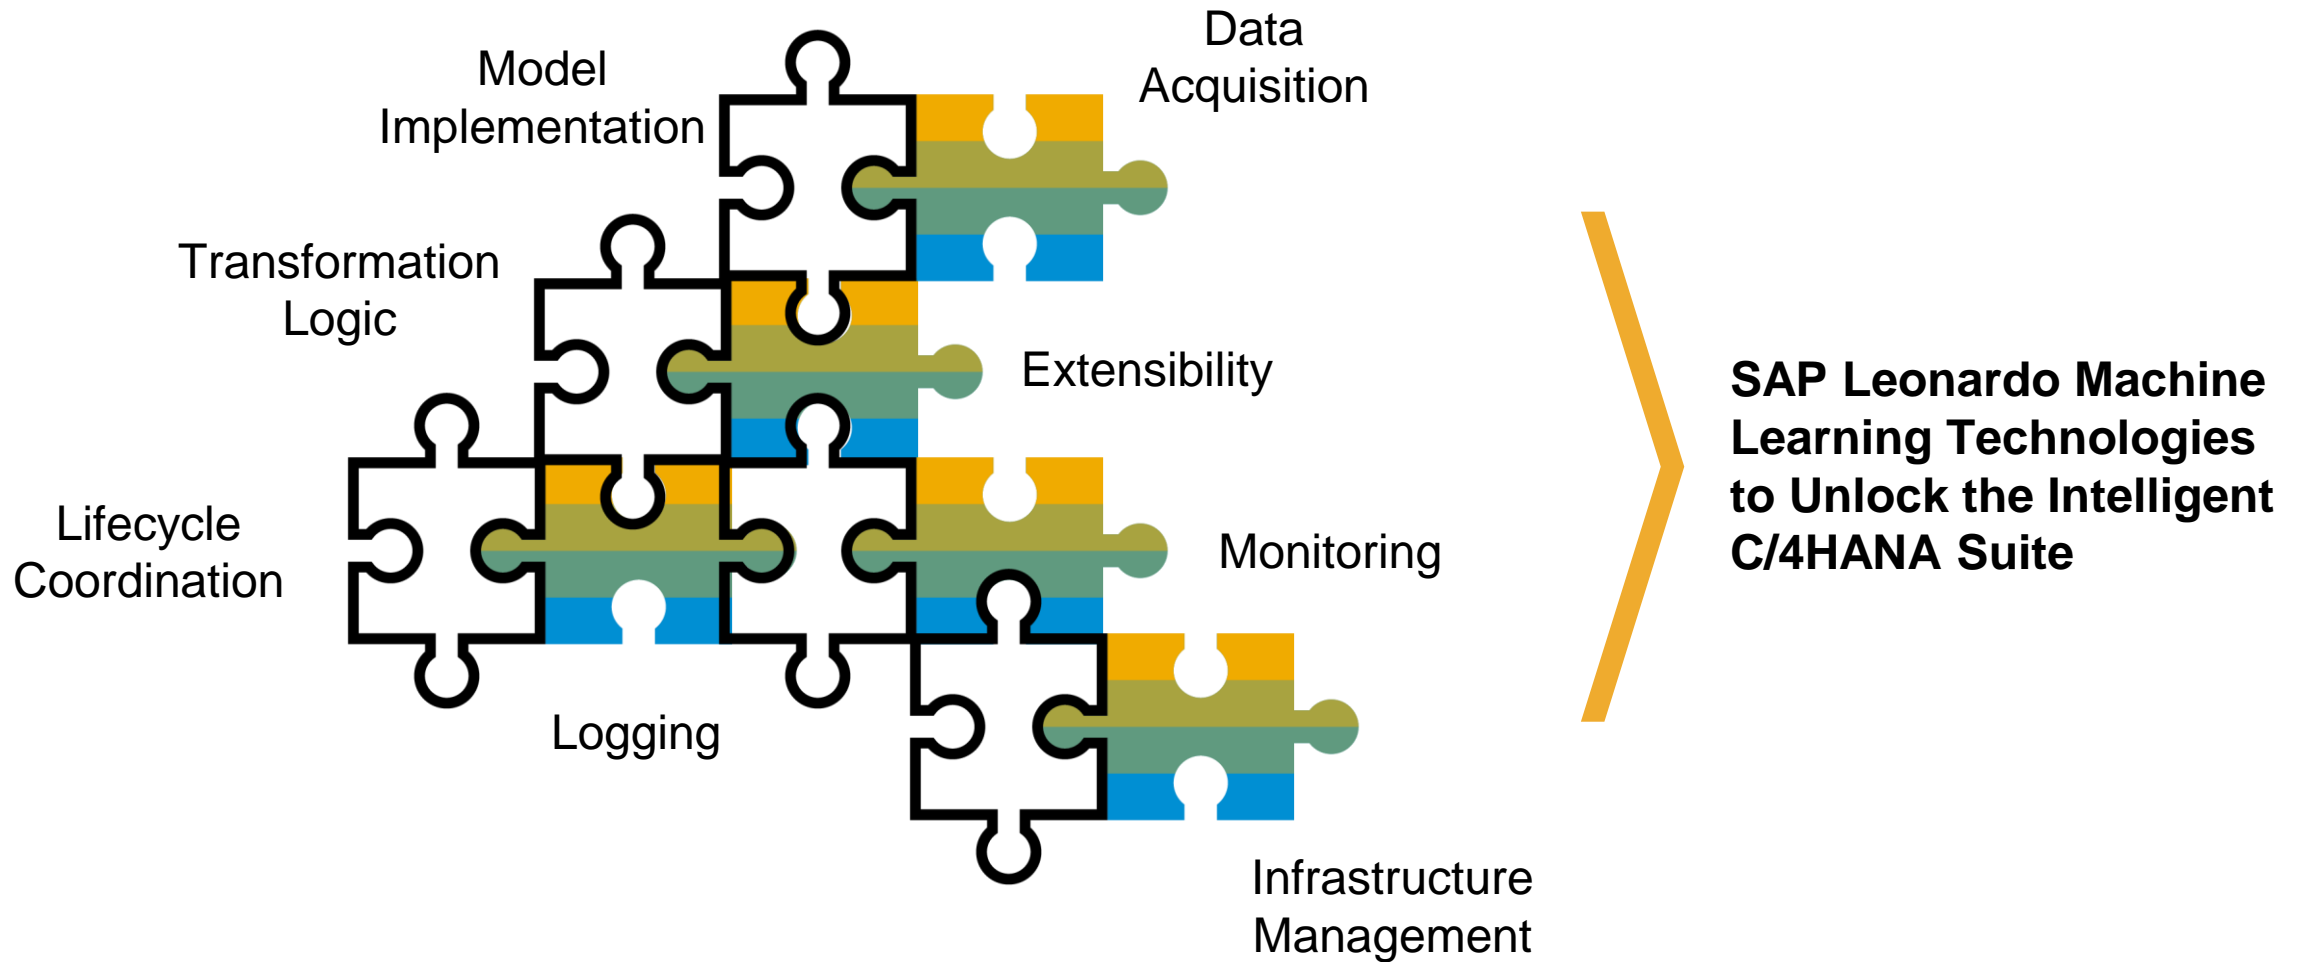 Data
Acquisition
Model
Implementation
Transformation
Logic
Extensibility
Lifecycle
Coordination
Monitoring
Logging
Infrastructure
Management
SAP Leonardo Machine
Learning Technologies
to Unlock the Intelligent
C/4HANA Suite